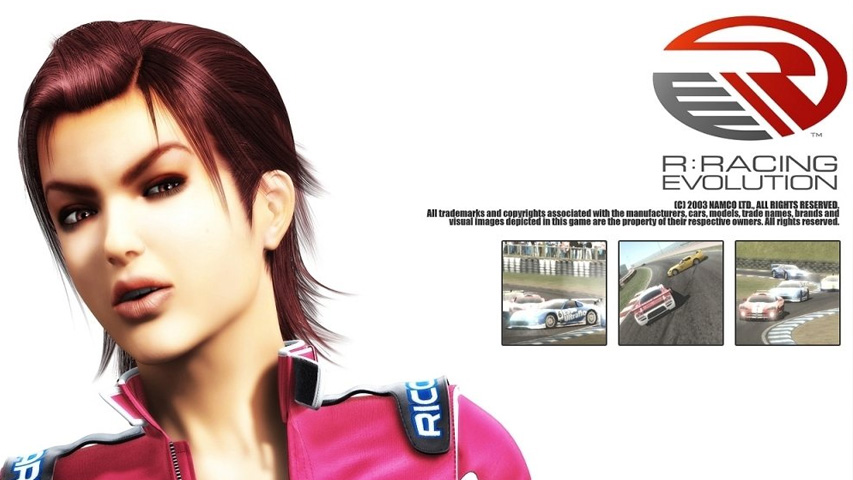 TM
R:RACING
EVOLUTION
(C) 2003 NAMCO LTD., ALL RIGHTS RESERVED.
All trademarks and copyrights associated with the manufacturers, cars, models, trade names, brands and
visual images depicted in this game are the property of their respective owners. All rights reserved.
RICO